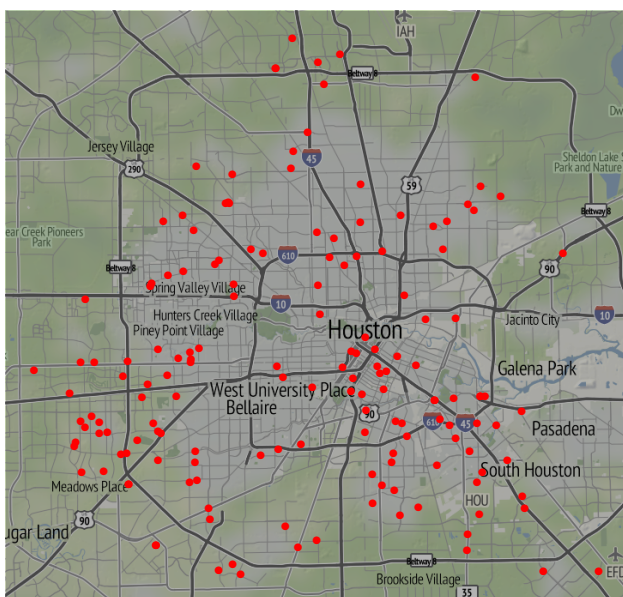 IAH
Beltway 8
Jersey Village
290
45
59
Sheldon Lake S
Park and Nature
Dw
ear Creek Pioneers
Park
Beltway 8
Beltway 8
610
90
Spring Valley Village
10
Hunters Creek Village
Piney Point Village
Houston
Jacinto City
10
Galena Park
West University Place
Bellaire
90
610
45
Pasadena
South Houston
Meadows Place
HOU
90
ugar Land
Beltway 8
Brookside Village
EFD
35